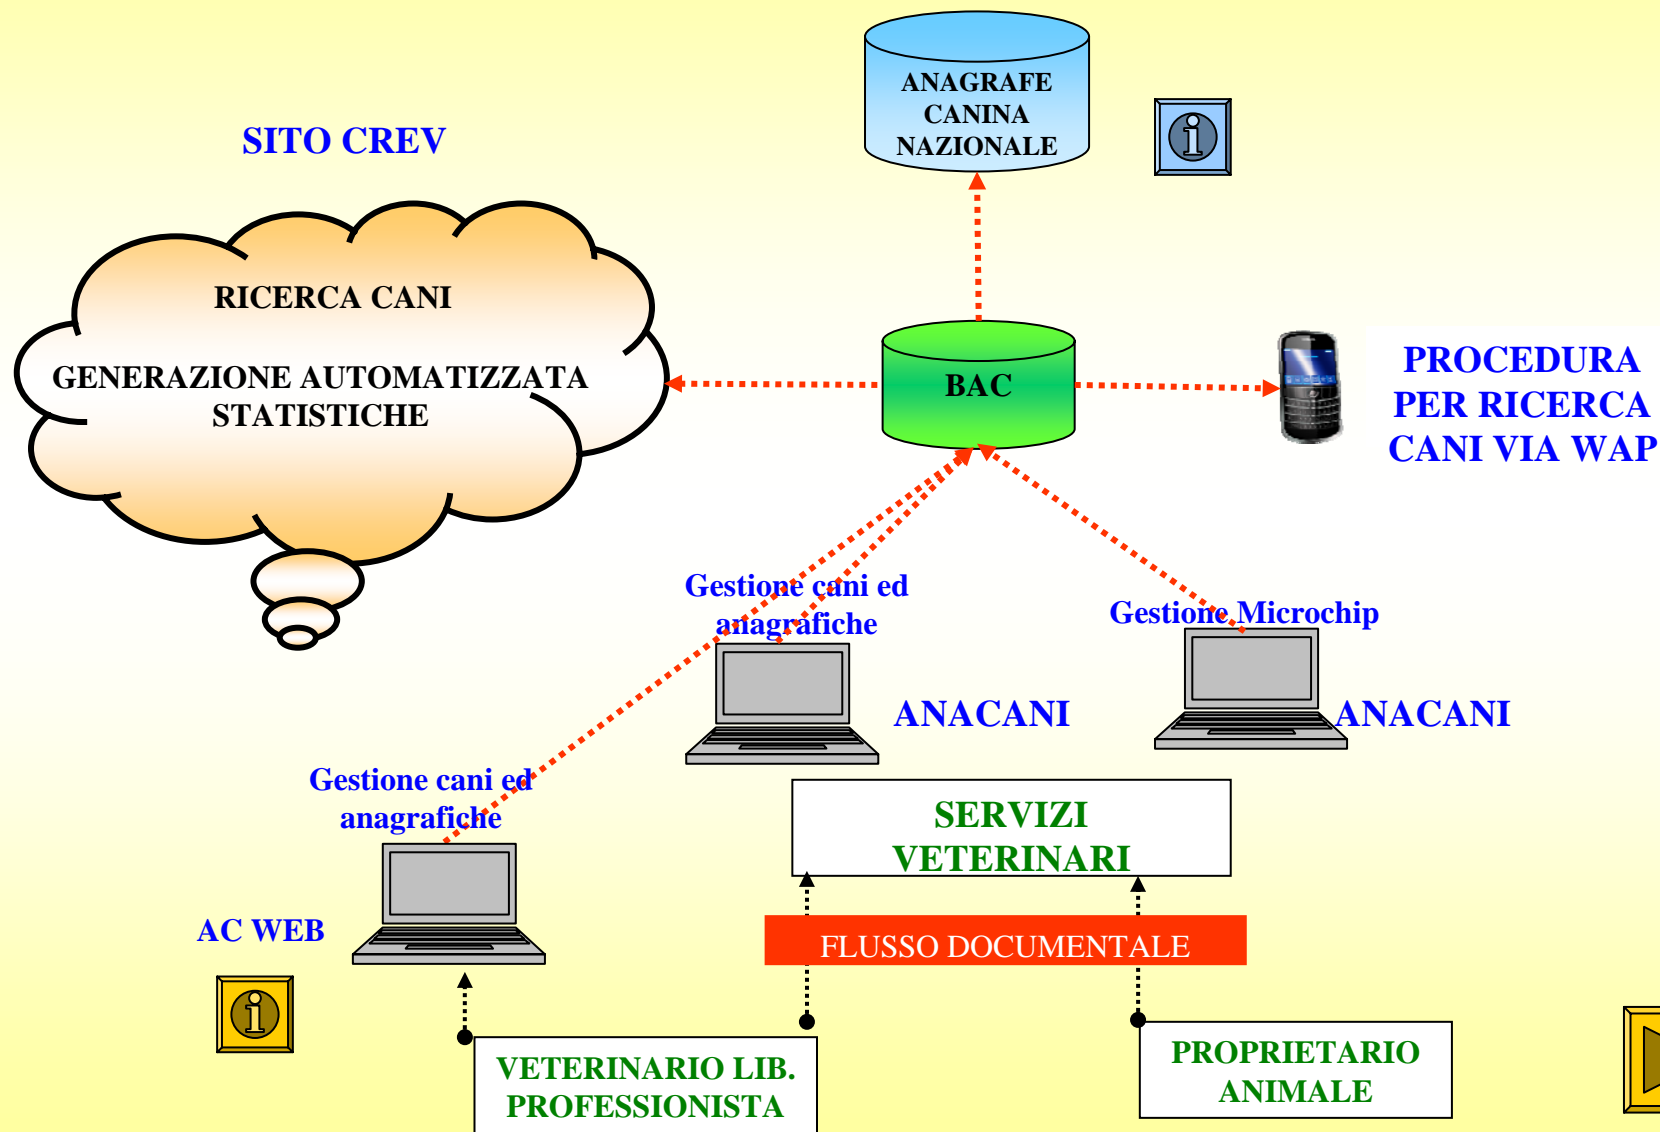 ANAGRAFE
CANINA
NAZIONALE
SITO CREV
RICERCA CANI
GENERAZIONE AUTOMATIZZATA
STATISTICHE
BAC
PROCEDURA
PER RICERCA
CANI VIA WAP
Gestione cani ed
anagrafiche
Gestione Microchip
ANACANI
ANACANI
Gestione cani ed
anagrafiche
SERVIZI
VETERINARI
AC WEB
FLUSSO DOCUMENTALE
VETERINARIO LIB.
PROFESSIONISTA
PROPRIETARIO
ANIMALE